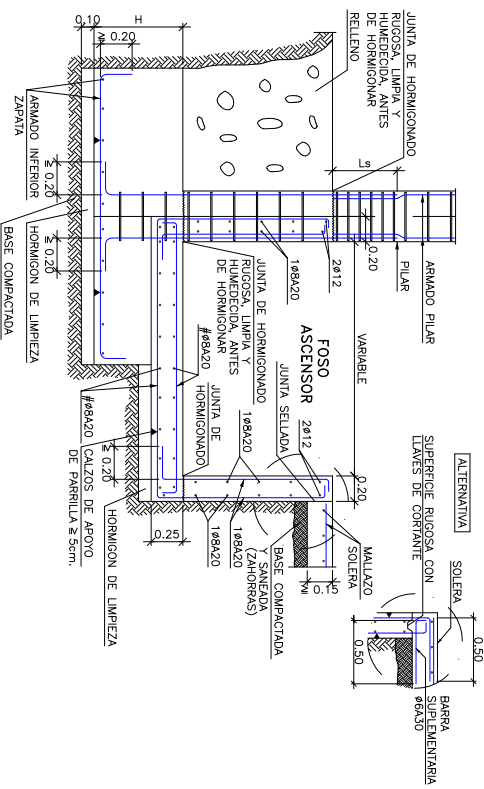 ALTERNATIVA
SOLERA
0.50
SUPERFICIE RUGOSA CON
LLAVES DE CORTANTE
BARRA
SUPLEMENTARIA
ø6A30
0.50
JUNTA DE HORMIGONADO
RUGOSA, LIMPIA Y
HUMEDECIDA, ANTES
DE HORMIGONAR
RELLENO
Ls
ARMADO PILAR
PILAR
0.20
VARIABLE
0.20
2ø12
1ø8A20
FOSO
ASCENSOR
JUNTA SELLADA
2ø12
1ø8A20
MALLAZO
SOLERA
0.15
BASE COMPACTADA
Y SANEADA
(ZAHORRAS)
1ø8A20
1ø8A20
JUNTA DE HORMIGONADO
RUGOSA, LIMPIA Y
HUMEDECIDA, ANTES
DE HORMIGONAR
#ø8A20
JUNTA DE
HORMIGONADO
H
0.10
≥ 0.20
0.25
≥ 0.20
≥ 0.20
≥ 0.20
ARMADO INFERIOR
ZAPATA
HORMIGON DE LIMPIEZA
BASE COMPACTADA
#ø8A20
CALZOS DE APOYO
DE PARRILLA ≥ 5cm.
HORMIGON DE LIMPIEZA